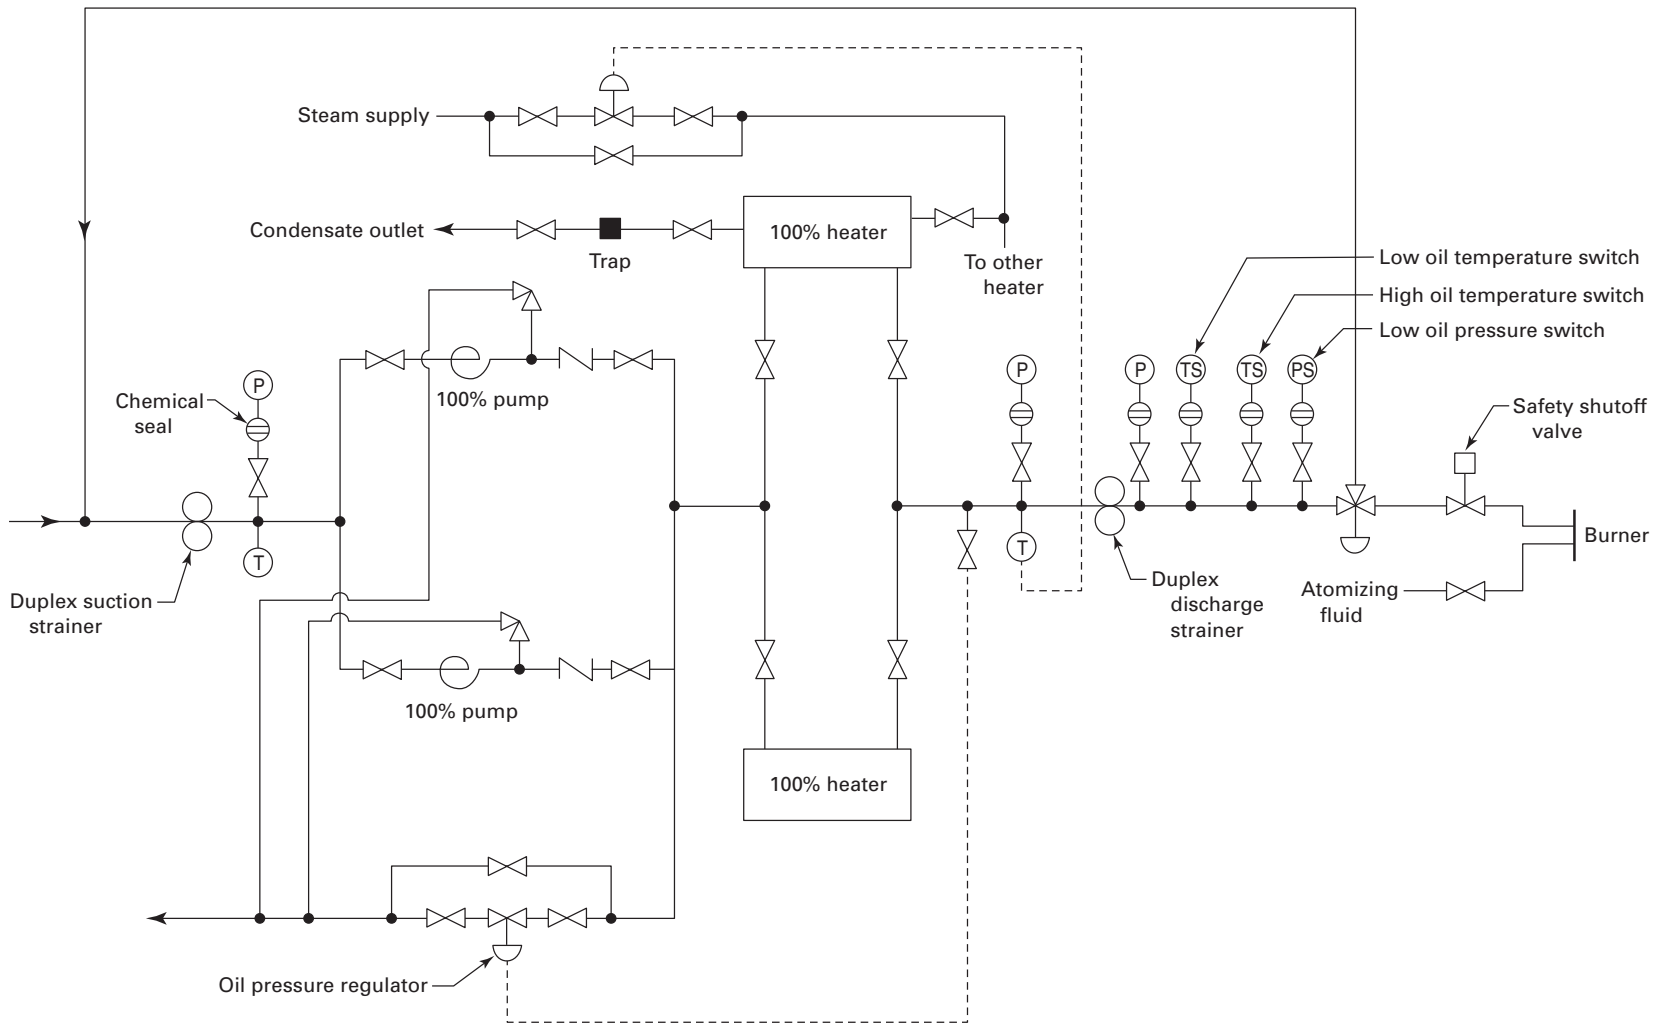 Steam supply
Condensate outlet
Trap
100% heater
To other
heater
Low oil temperature switch
High oil temperature switch
Low oil pressure switch
P
P
P
TS
TS
PS
Chemical
seal
100% pump
Safety shutoff
valve
T
T
Burner
Duplex suction
strainer
Duplex
discharge
strainer
Atomizing
fluid
100% pump
100% heater
Oil pressure regulator